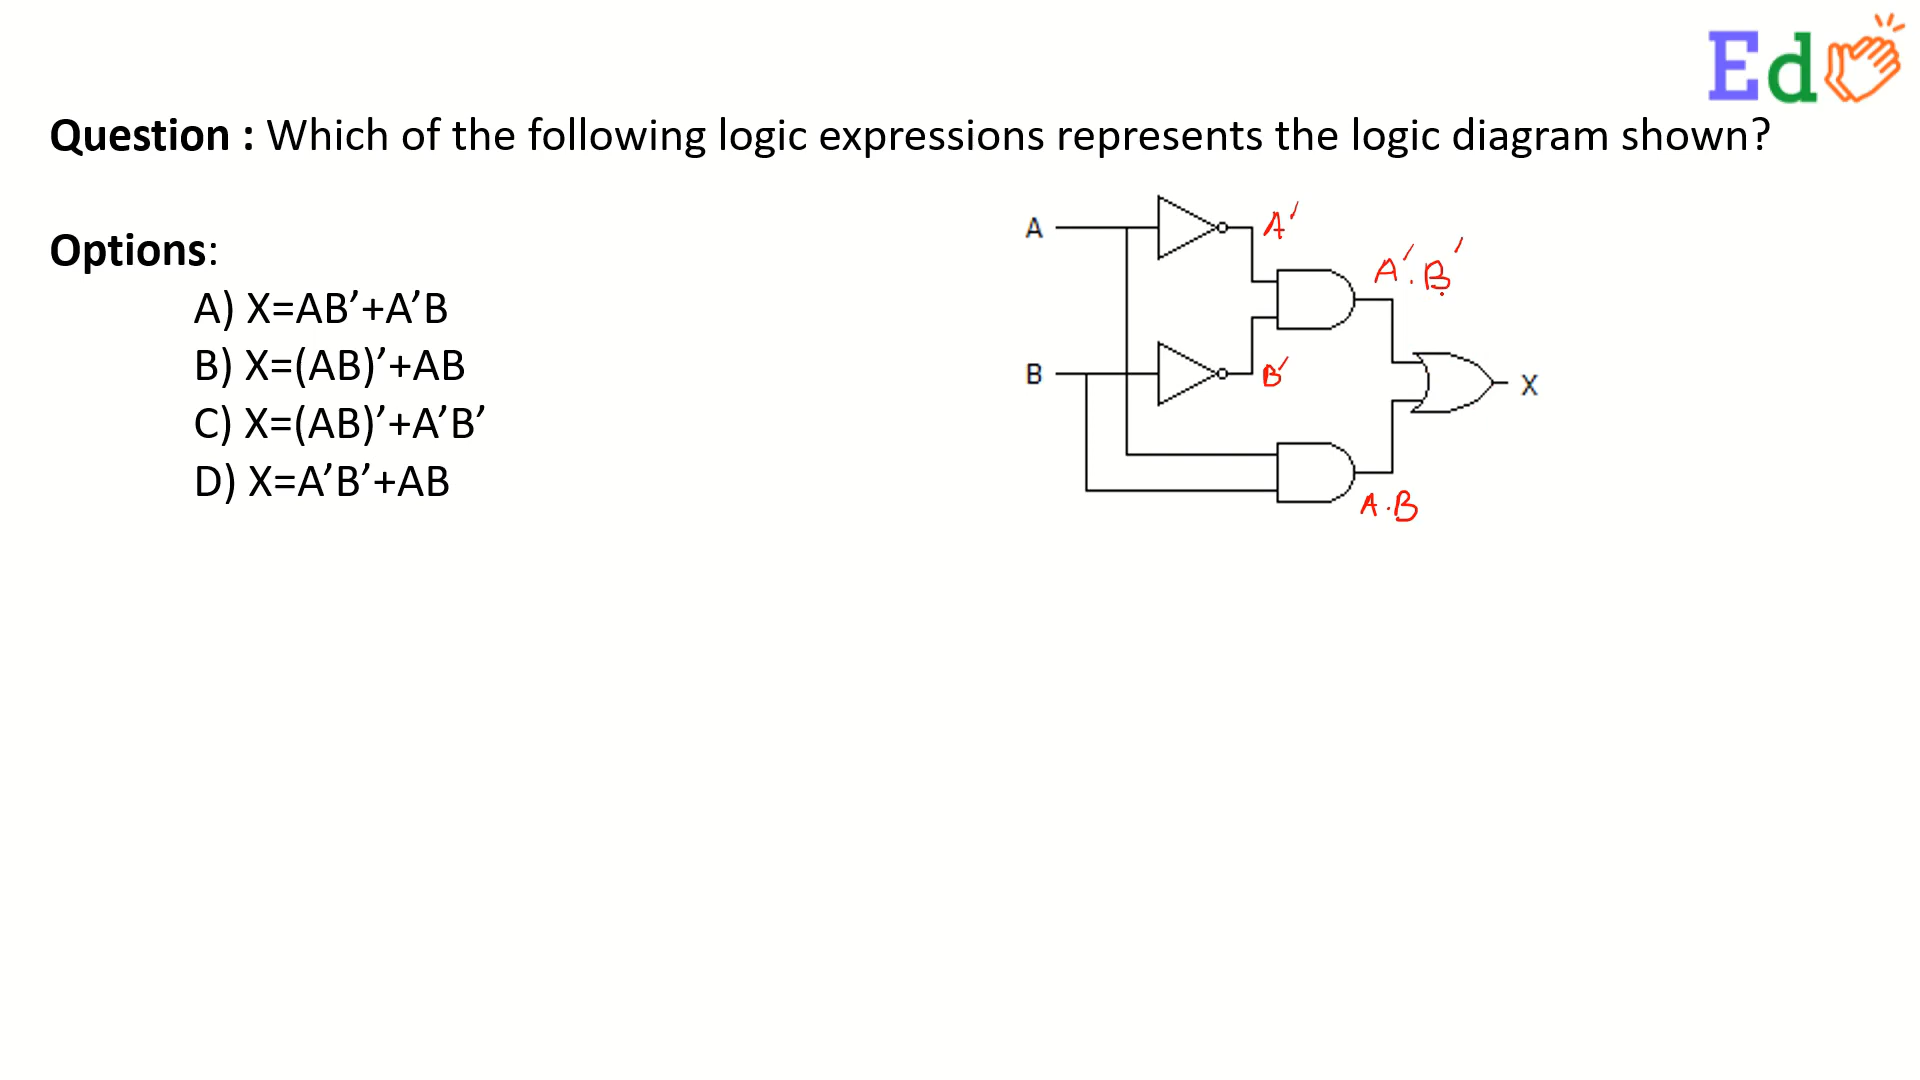 Ed
Question : Which of the following logic expressions represents the logic diagram shown?
Options:
A) X=AB’+A’B
B) X=(AB)’+AB
C) X=(AB)’+A’B’
D) X=A’B’+AB
A
A'
A'.B'
B
B'
X
A.B